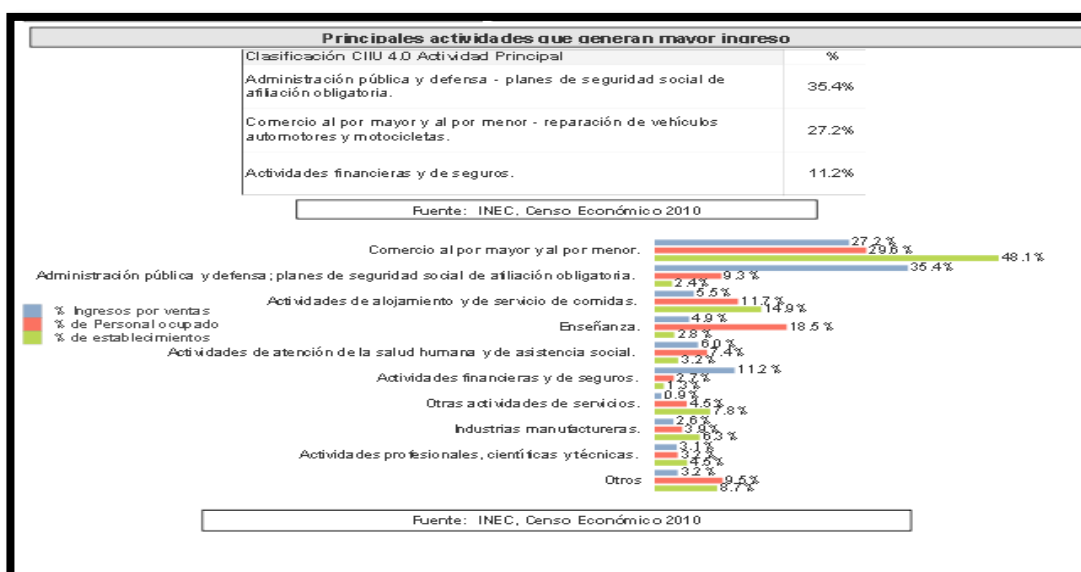 Principales actividades que generan mayor ingreso
Clasificación CIIU 4.0 Actividad Principal %
Administración pública y defensa - planes de seguridad social de
afiliación obligatoria. 35.4%
Comercio al por mayor y al por menor - reparación de vehículos
automotores y motocicletas. 27.2%
Actividades financieras y de seguros. 11.2%
Fuente: INEC, Censo Económico 2010
Comercio al por mayor y al por menor. 27.2 % 29.6 % 48.1 %
Administración pública y defensa; planes de seguridad social de afiliación obligatoria. 35.4 % 9.3 % 2.4 %
Actividades de alojamiento y de servicio de comidas. 5.5 % 11.7 % 14.9 %
Enseñanza. 4.9 % 18.5 % 2.8 %
Actividades de atención de la salud humana y de asistencia social. 6.0 % 7.4 % 3.2 %
Actividades financieras y de seguros. 11.2 % 2.7 % 1.3 %
Otras actividades de servicios. 0.9 % 4.5 % 7.8 %
Industrias manufactureras. 2.6 % 3.9 % 6.3 %
Actividades profesionales, científicas y técnicas. 3.1 % 3.2 % 4.5 %
Otros 3.2 % 9.5 % 8.7 %
% Ingresos por ventas
% de Personal ocupado
% de establecimientos
Fuente: INEC, Censo Económico 2010